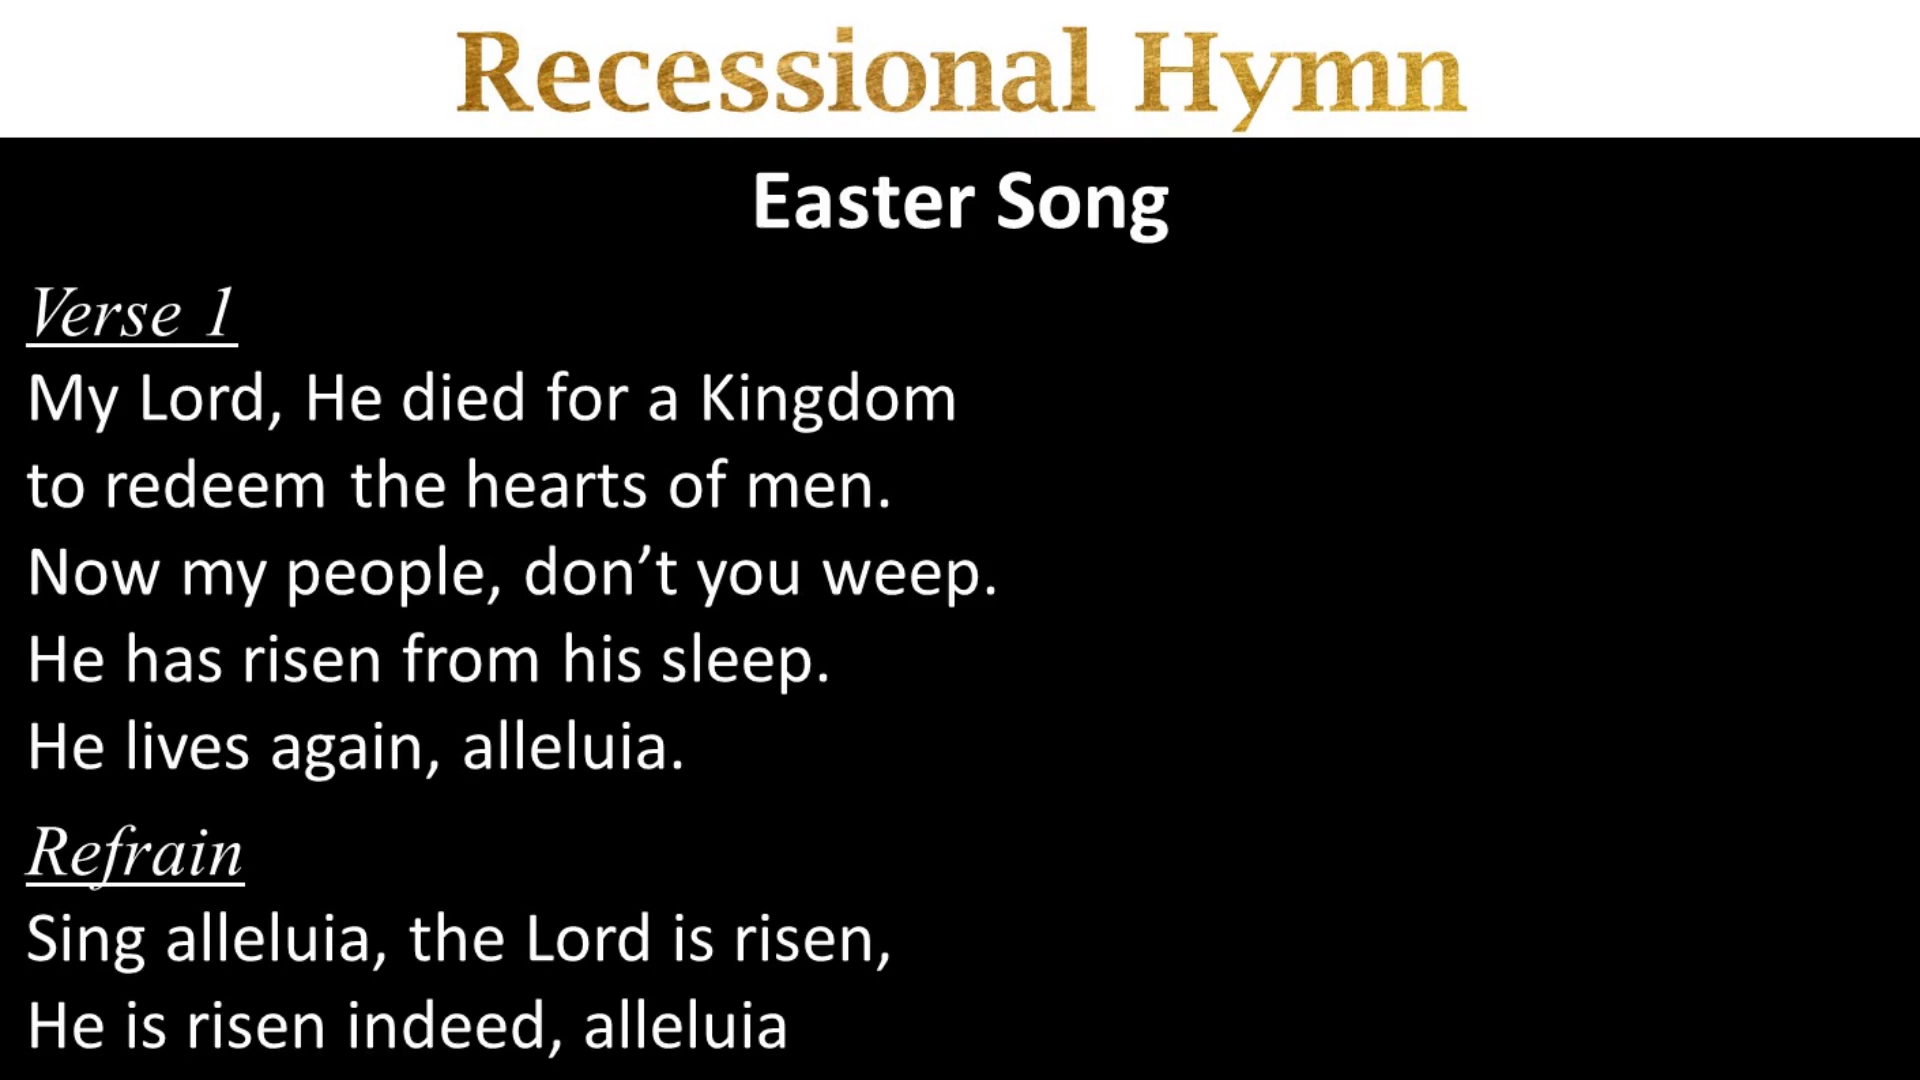 Recessional Hymn
Easter Song
Verse 1
My Lord, He died for a Kingdom
to redeem the hearts of men.
Now my people, don’t you weep.
He has risen from his sleep.
He lives again, alleluia.
Refrain
Sing alleluia, the Lord is risen,
He is risen indeed, alleluia